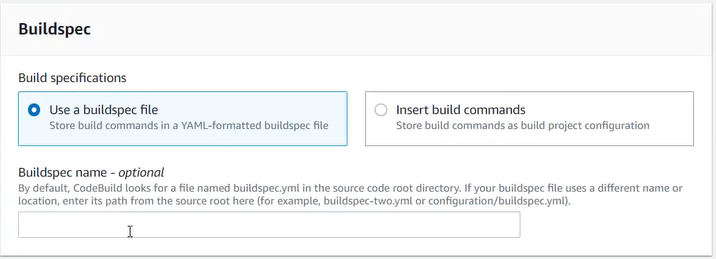 Buildspec
Build specifications
Use a buildspec file
Store build commands in a YAML-formatted buildspec file
Insert build commands
Store build commands as build project configuration
Buildspec name - optional
By default, CodeBuild looks for a file named buildspec.yml in the source code root directory. If your buildspec file uses a different name or
location, enter its path from the source root here (for example, buildspec-two.yml or configuration/buildspec.yml).